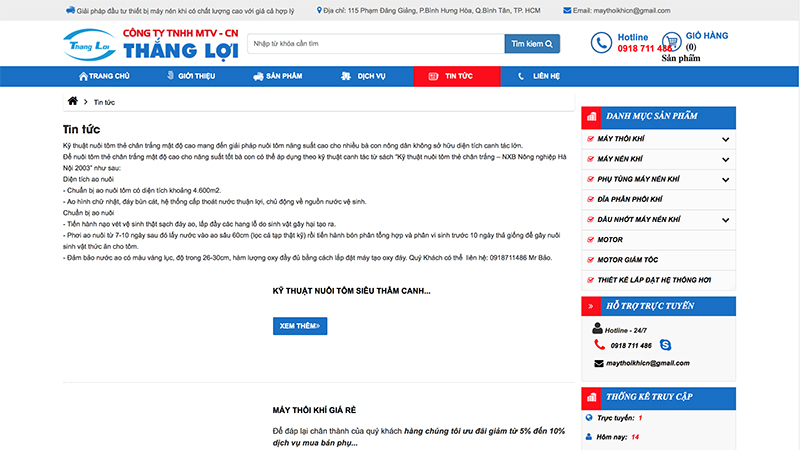 Giải pháp đầu tư thiết bị máy nén khí có chất lượng cao với giá cả hợp lý
Địa chỉ: 115 Phạm Đăng Giảng, P.Bình Hưng Hòa, Q.Bình Tân, TP. HCM
Email: maythoikhicn@gmail.com
Thang Loi
CÔNG TY TNHH MTV - CN
THẮNG LỢI
Nhập từ khóa cần tìm
Tìm kiếm
Hotline
0918 711 486
GIỎ HÀNG
(0)
Sản phẩm
TRANG CHỦ
GIỚI THIỆU
SẢN PHẨM
DỊCH VỤ
TIN TỨC
LIÊN HỆ
Tin tức
Tin tức
Kỹ thuật nuôi tôm thẻ chân trắng mật độ cao mang đến giải pháp nuôi tôm năng suất cao cho nhiều bà con nông dân không sở hữu diện tích canh tác lớn.
Để nuôi tôm thẻ chân trắng mật độ cao cho năng suất tốt bà con có thể áp dụng theo kỹ thuật canh tác từ sách "Kỹ thuật nuôi tôm thẻ chân trắng – NXB Nông nghiệp Hà
Nội 2003" như sau:
Diện tích ao nuôi
- Chuẩn bị ao nuôi tôm có diện tích khoảng 4.600m2.
- Ao hình chữ nhật, đáy bùn cát, hệ thống cấp thoát nước thuận lợi, chủ động về nguồn nước vệ sinh.
Chuẩn bị ao nuôi
- Tiến hành nạo vét vệ sinh thật sạch đáy ao, lấp đầy các hang lỗ do sinh vật gây hại tạo ra.
- Phơi ao nuôi từ 7-10 ngày sau đó lấy nước vào ao sâu 60cm (lọc cả tạp thật kỹ) rồi tiến hành bón phân tổng hợp và phân vi sinh trước 10 ngày thả giống để gây nuôi
sinh vật thức ăn cho tôm.
- Đảm bảo nước ao có màu vàng lục, độ trong 26-30cm, hàm lượng oxy đầy đủ bằng cách lắp đặt máy tạo oxy đáy. Quý Khách có thể liên hệ: 0918711486 Mr Bảo.
KỸ THUẬT NUÔI TÔM SIÊU THÂM CANH...
XEM THÊM»
MÁY THỔI KHÍ GIÁ RẺ
Để đáp lại chân thành của quý khách hàng chúng tôi ưu đãi giảm từ 5% đến 10%
dịch vụ mua bán phụ...
DANH MỤC SẢN PHẨM
MÁY THỔI KHÍ
MÁY NÉN KHÍ
PHỤ TÙNG MÁY NÉN KHÍ
ĐĨA PHÂN PHỐI KHÍ
DẦU NHỚT MÁY NÉN KHÍ
MOTOR
MOTOR GIẢM TỐC
THIẾT KẾ LẮP ĐẶT HỆ THỐNG HƠI
HỖ TRỢ TRỰC TUYẾN
Hotline - 24/7
0918 711 486
maythoikhicn@gmail.com
THỐNG KÊ TRUY CẬP
Trực tuyến: 1
Hôm nay: 14